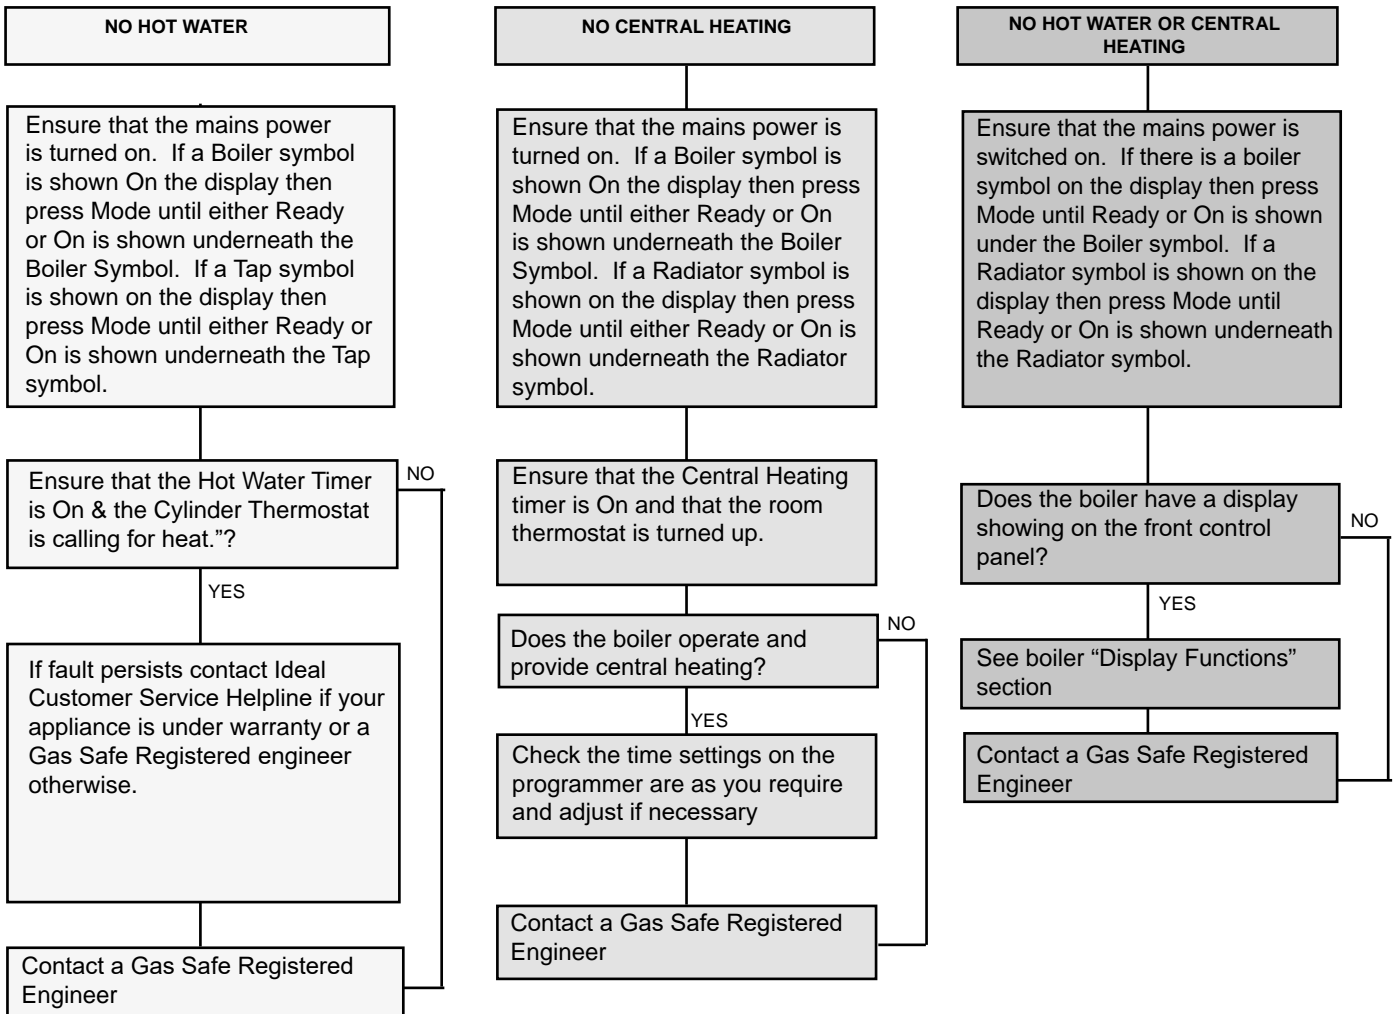 NO HOT WATER
Ensure that the mains power
is turned on.  If a Boiler symbol
is shown On the display then
press Mode until either Ready
or On is shown underneath the
Boiler Symbol.  If a Tap symbol
is shown on the display then
press Mode until either Ready or
On is shown underneath the Tap
symbol.
Ensure that the Hot Water Timer
is On & the Cylinder Thermostat
is calling for heat.”?
NO
YES
If fault persists contact Ideal
Customer Service Helpline if your
appliance is under warranty or a
Gas Safe Registered engineer
otherwise.
Contact a Gas Safe Registered
Engineer
NO CENTRAL HEATING
Ensure that the mains power is
turned on.  If a Boiler symbol is
shown On the display then press
Mode until either Ready or On
is shown underneath the Boiler
Symbol.  If a Radiator symbol is
shown on the display then press
Mode until either Ready or On is
shown underneath the Radiator
symbol.
Ensure that the Central Heating
timer is On and that the room
thermostat is turned up.
Does the boiler operate and
provide central heating?
NO
YES
Check the time settings on the
programmer are as you require
and adjust if necessary
Contact a Gas Safe Registered
Engineer
NO HOT WATER OR CENTRAL
HEATING
Ensure that the mains power is
switched on.  If there is a boiler
symbol on the display then press
Mode until Ready or On is shown
under the Boiler symbol.  If a
Radiator symbol is shown on the
display then press Mode until
Ready or On is shown underneath
the Radiator symbol.
Does the boiler have a display
showing on the front control
panel?
NO
YES
See boiler “Display Functions”
section
Contact a Gas Safe Registered
Engineer